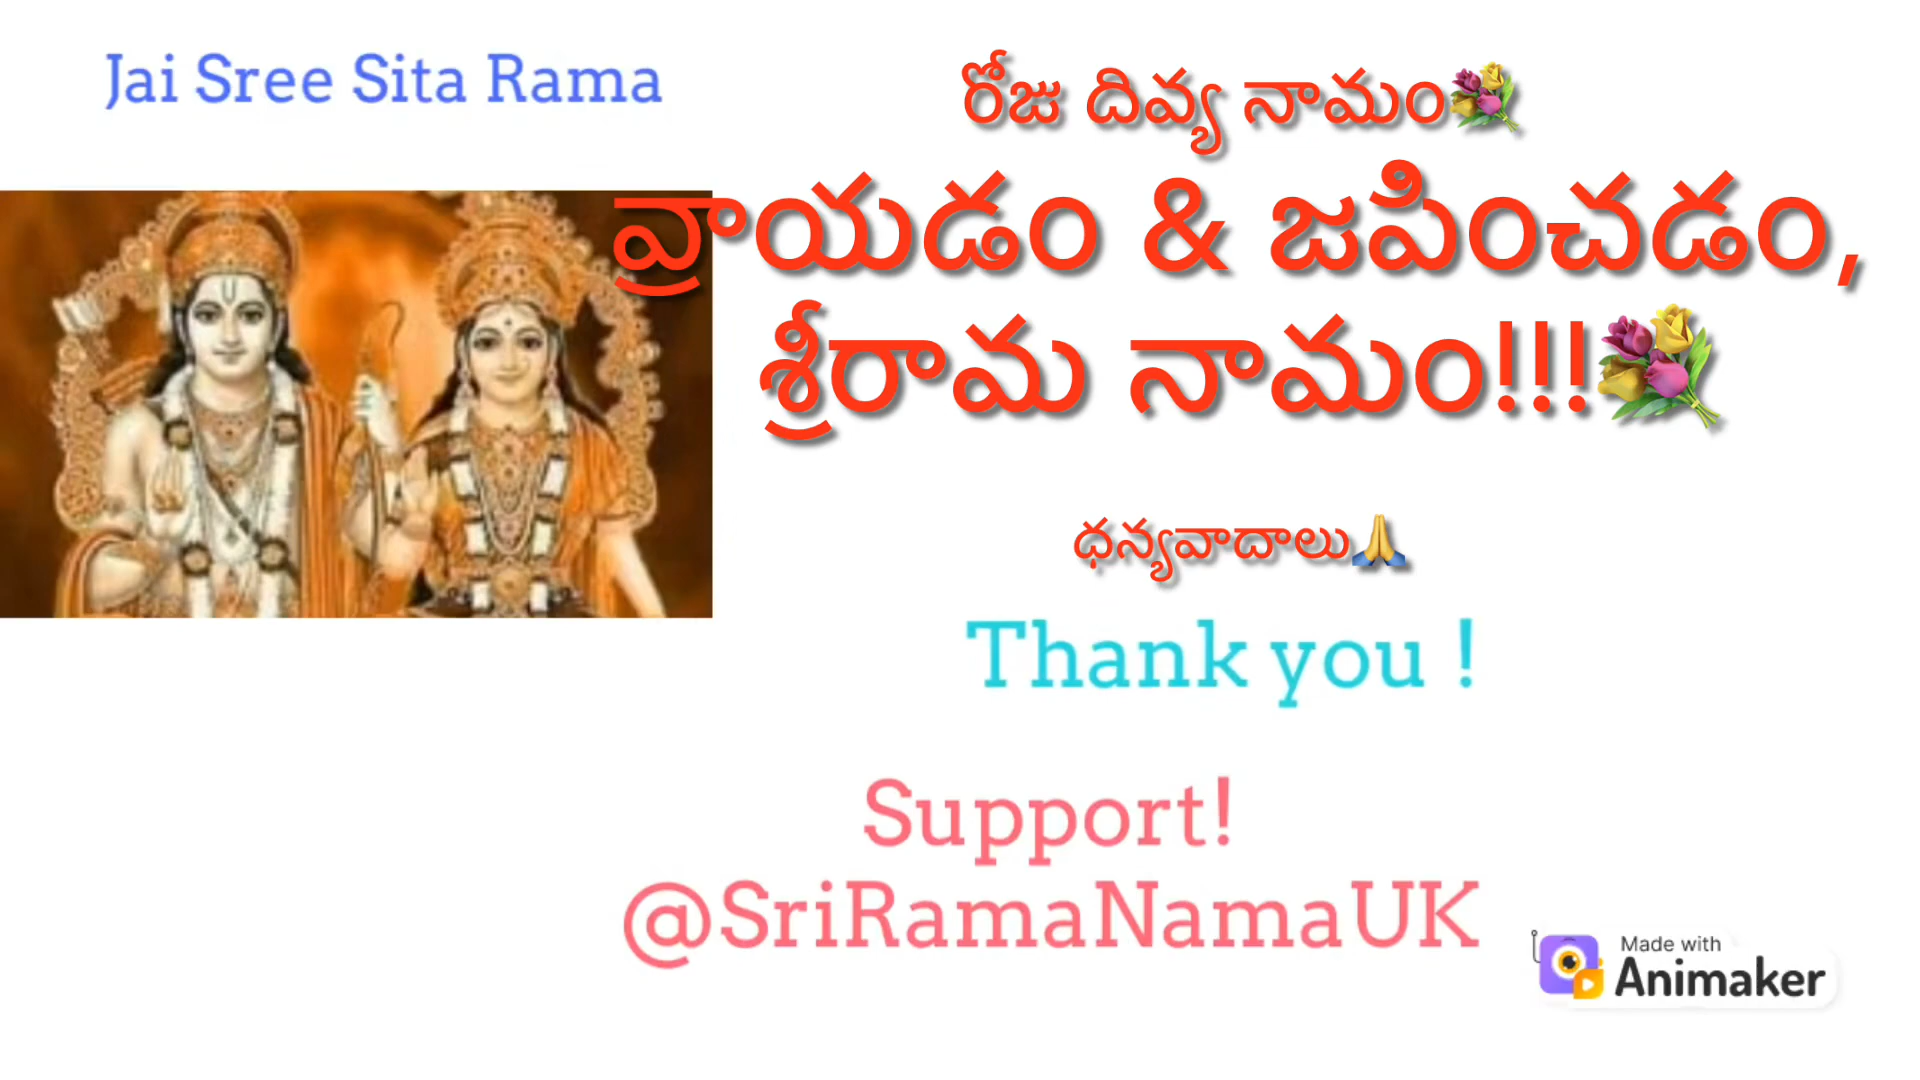 Jai Sree Sita Rama
రోజు దివ్య నామం💐
వ్రాయడం & జపించడం,
శ్రీరామ నామం!!!💐
ధన్యవాదాలు🙏
Thank you !
Support!
@SriRamaNamaUK
Made with
Animaker